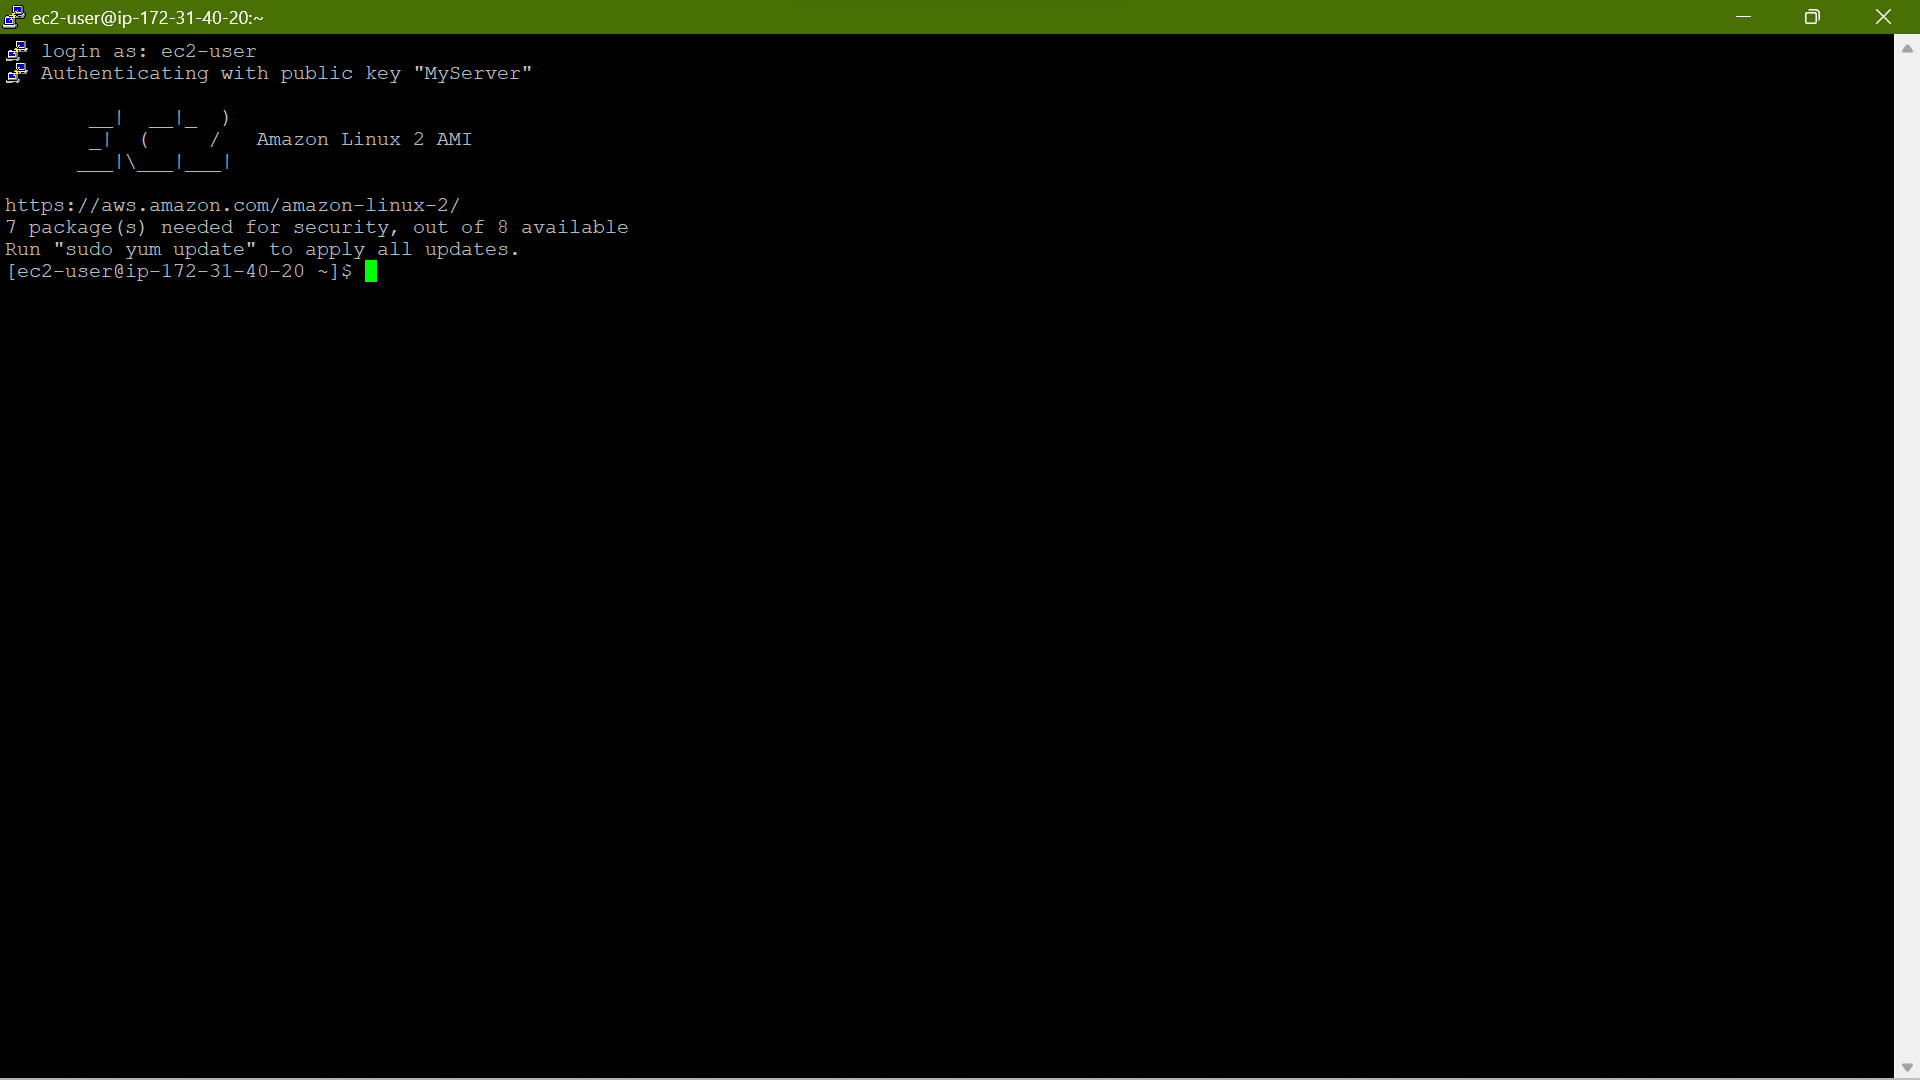 ec2-user@ip-172-31-40-20:~
login as: ec2-user
Authenticating with public key "MyServer"
       __|  __|_  )
       _|  (     /   Amazon Linux 2 AMI
      ___|\___|___|
https://aws.amazon.com/amazon-linux-2/
7 package(s) needed for security, out of 8 available
Run "sudo yum update" to apply all updates.
[ec2-user@ip-172-31-40-20 ~]$